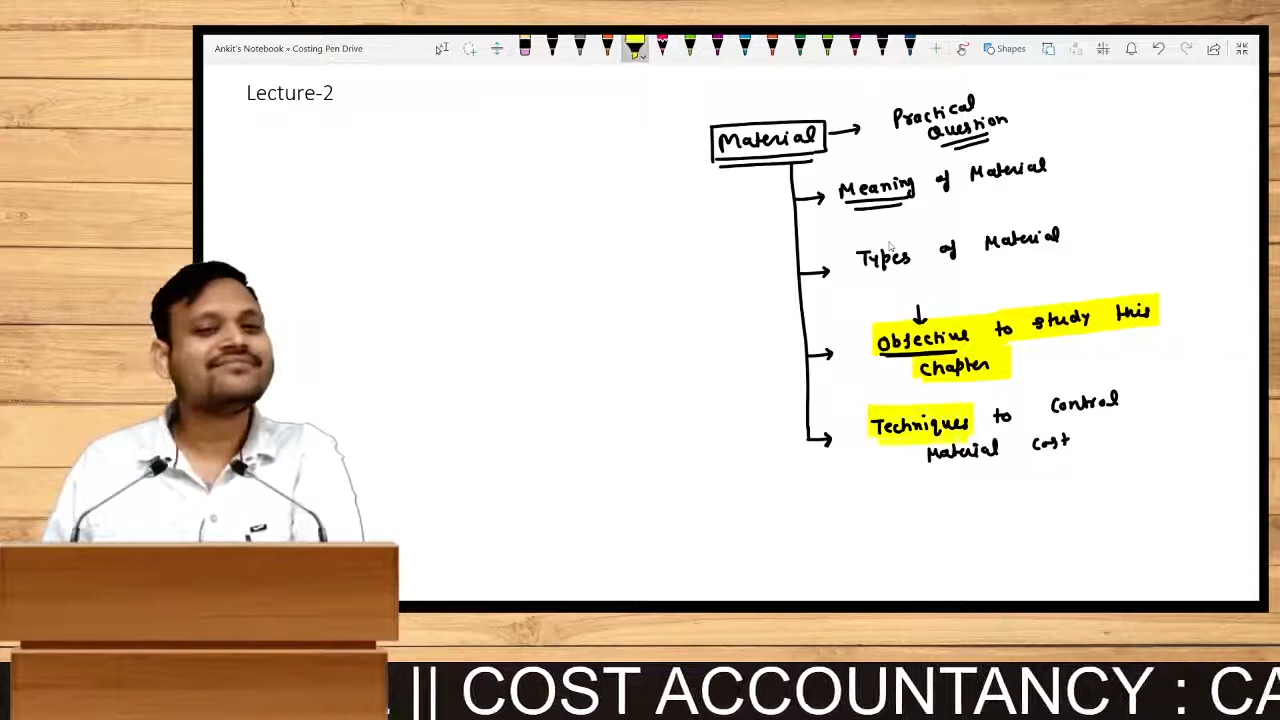 Ankit's Notebook » Costing Pen Drive
Shapes
Lecture-2
Material
Practical
Question
Meaning of Material
Types of Material
Objective to study this
Chapter
Techniques to Control
Material Cost
|| COST ACCOUNTANCY : CA